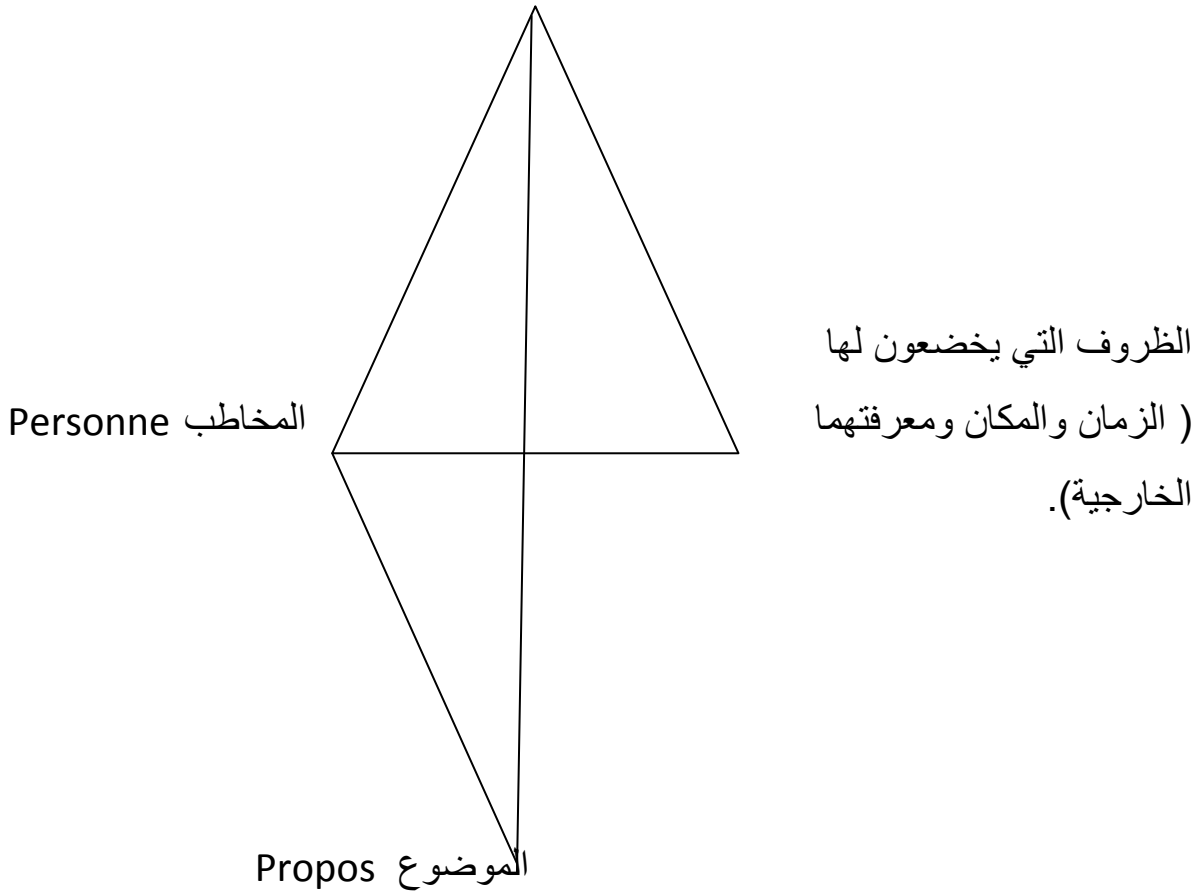 الظروف التي يخضعون لها
( الزمان والمكان ومعرفتهما
الخارجية).
المخاطب Personne
الموضوع Propos